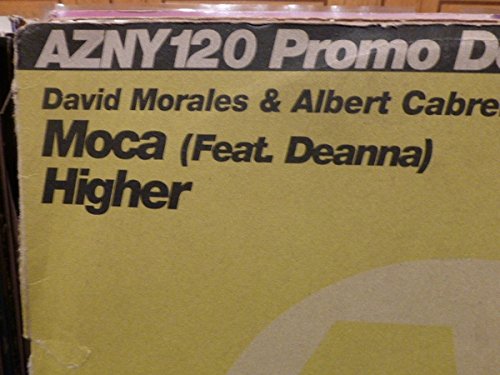 AZNY120 Promo
David Morales & Albert
Moca (Feat. Deanna)
Higher